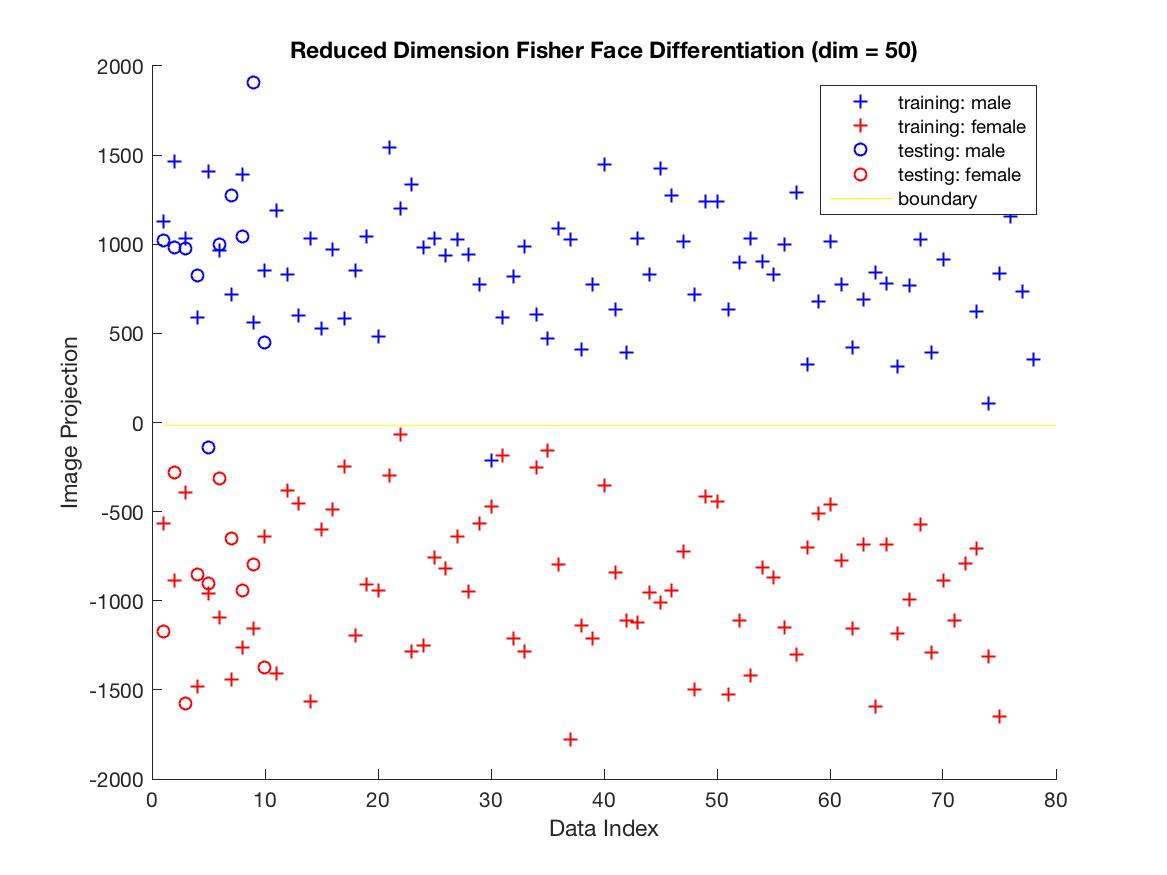 Reduced Dimension Fisher Face Differentiation (dim = 50)
2000
1500
1000
500
0
-500
-1000
-1500
-2000
Image Projection
training: male
training: female
testing: male
testing: female
boundary
0 10 20 30 40 50 60 70 80
Data Index